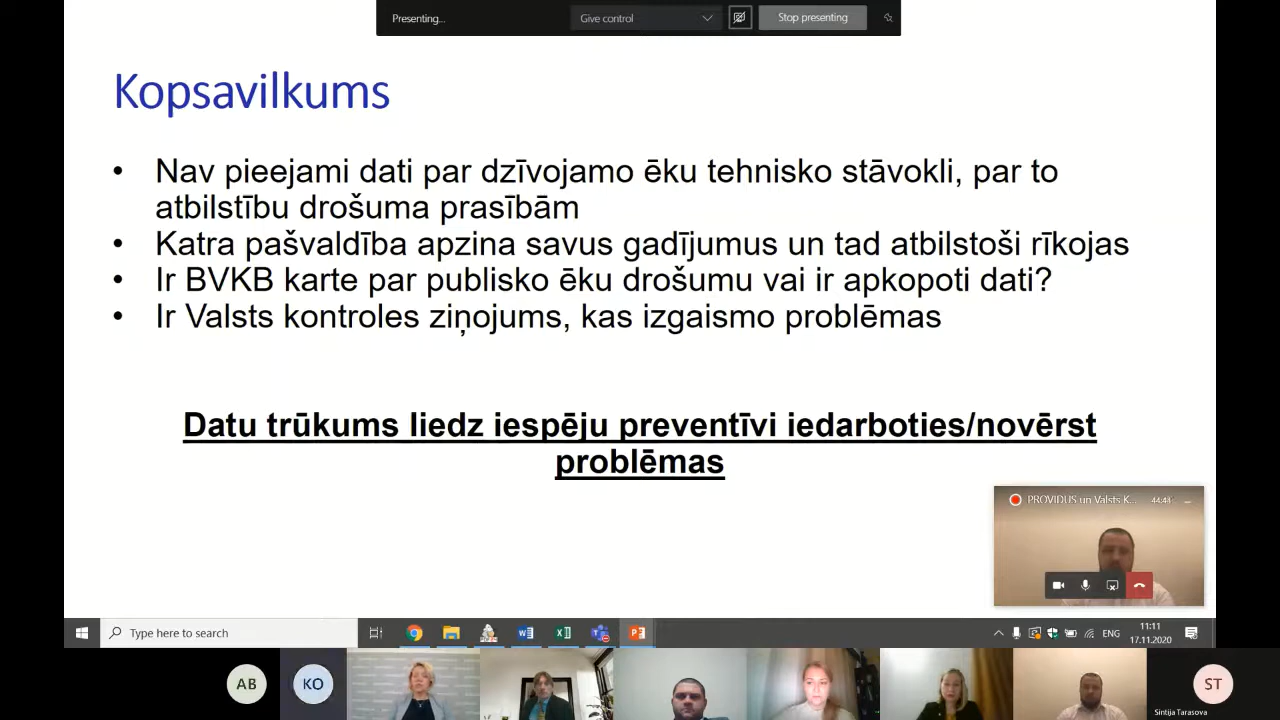 Presenting...
Give control
Stop presenting
Kopsavilkums
• Nav pieejami dati par dzīvojamo ēku tehnisko stāvokli, par to
atbilstību drošuma prasībām
• Katra pašvaldība apzina savus gadījumus un tad atbilstoši rīkojas
• Ir BVKB karte par publisko ēku drošumu vai ir apkopoti dati?
• Ir Valsts kontroles ziņojums, kas izgaismo problēmas
Datu trūkums liedz iespēju preventīvi iedarboties/novērst
problēmas
PROVIDUS un Valsts K...
44:41
Type here to search
ENG
11:11
17.11.2020
AB
KO
ST
Sintija Tarasova